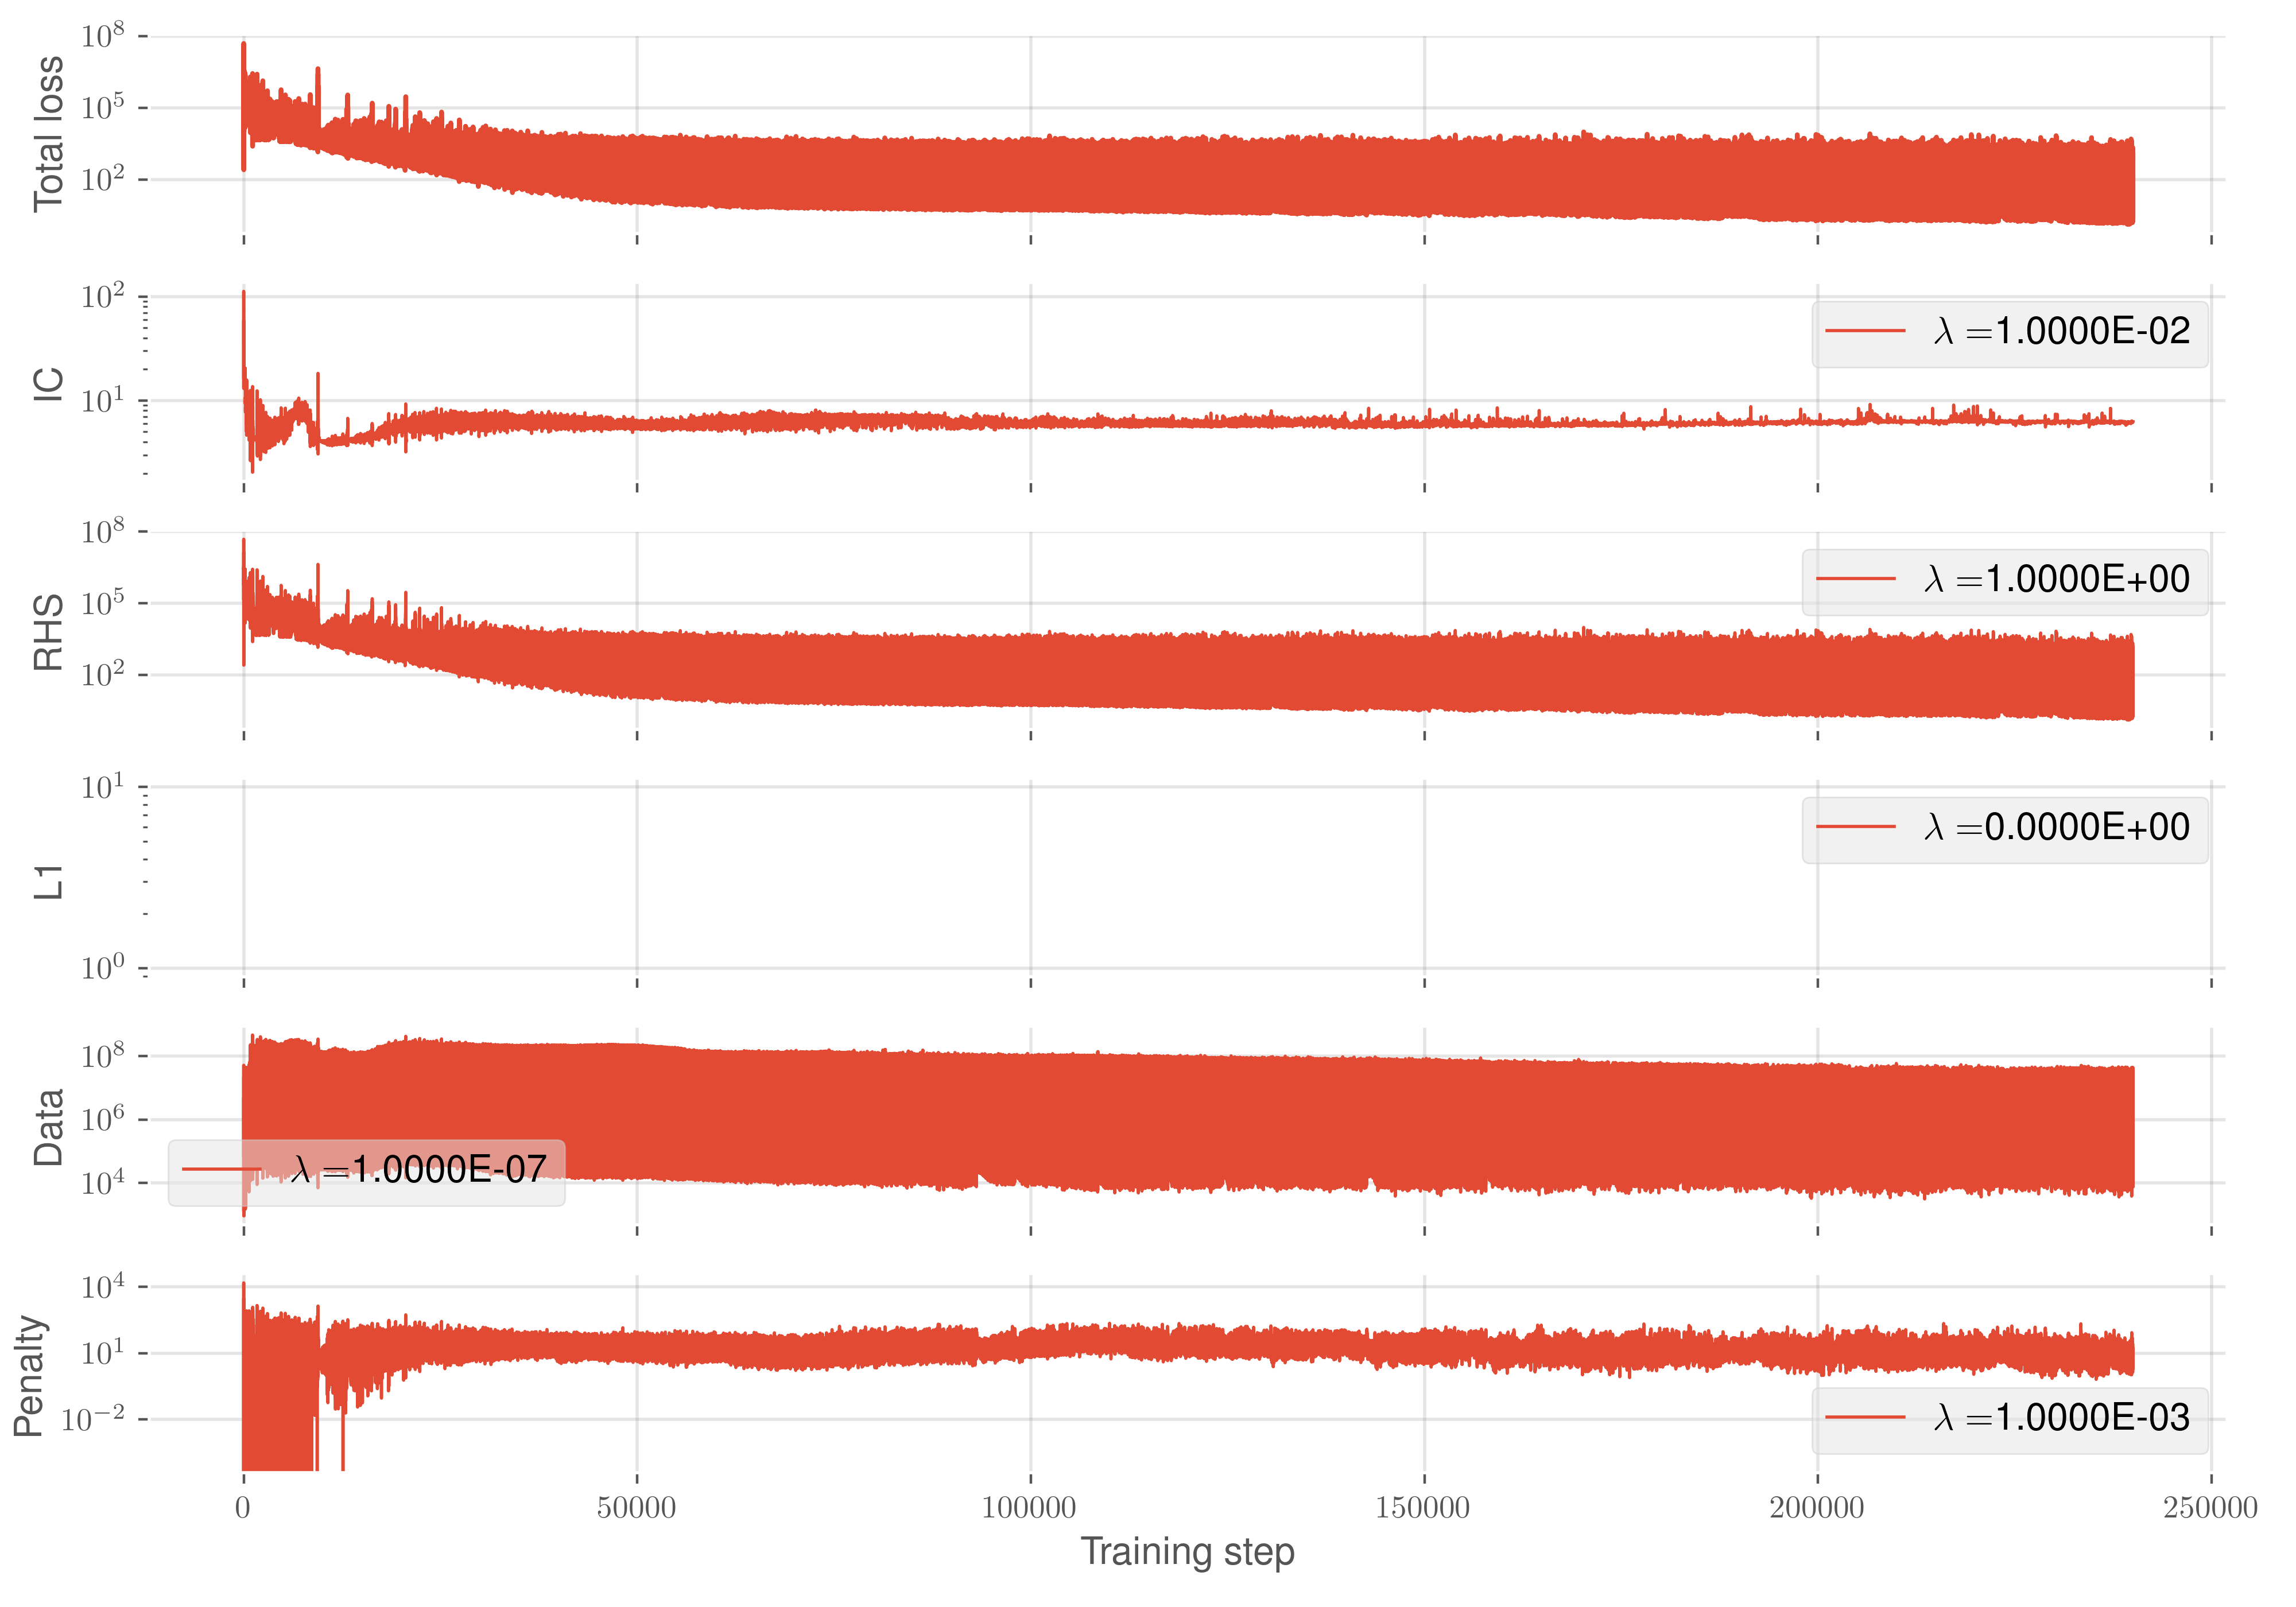 Total loss
10^8
10^5
10^2
IC
10^2
10^1
λ =1.0000E-02
RHS
10^8
10^5
10^2
λ =1.0000E+00
L1
10^1
10^0
λ =0.0000E+00
Data
10^8
10^6
10^4
λ =1.0000E-07
Penalty
10^4
10^1
10^−2
λ =1.0000E-03
0 50000 100000 150000 200000 250000
Training step